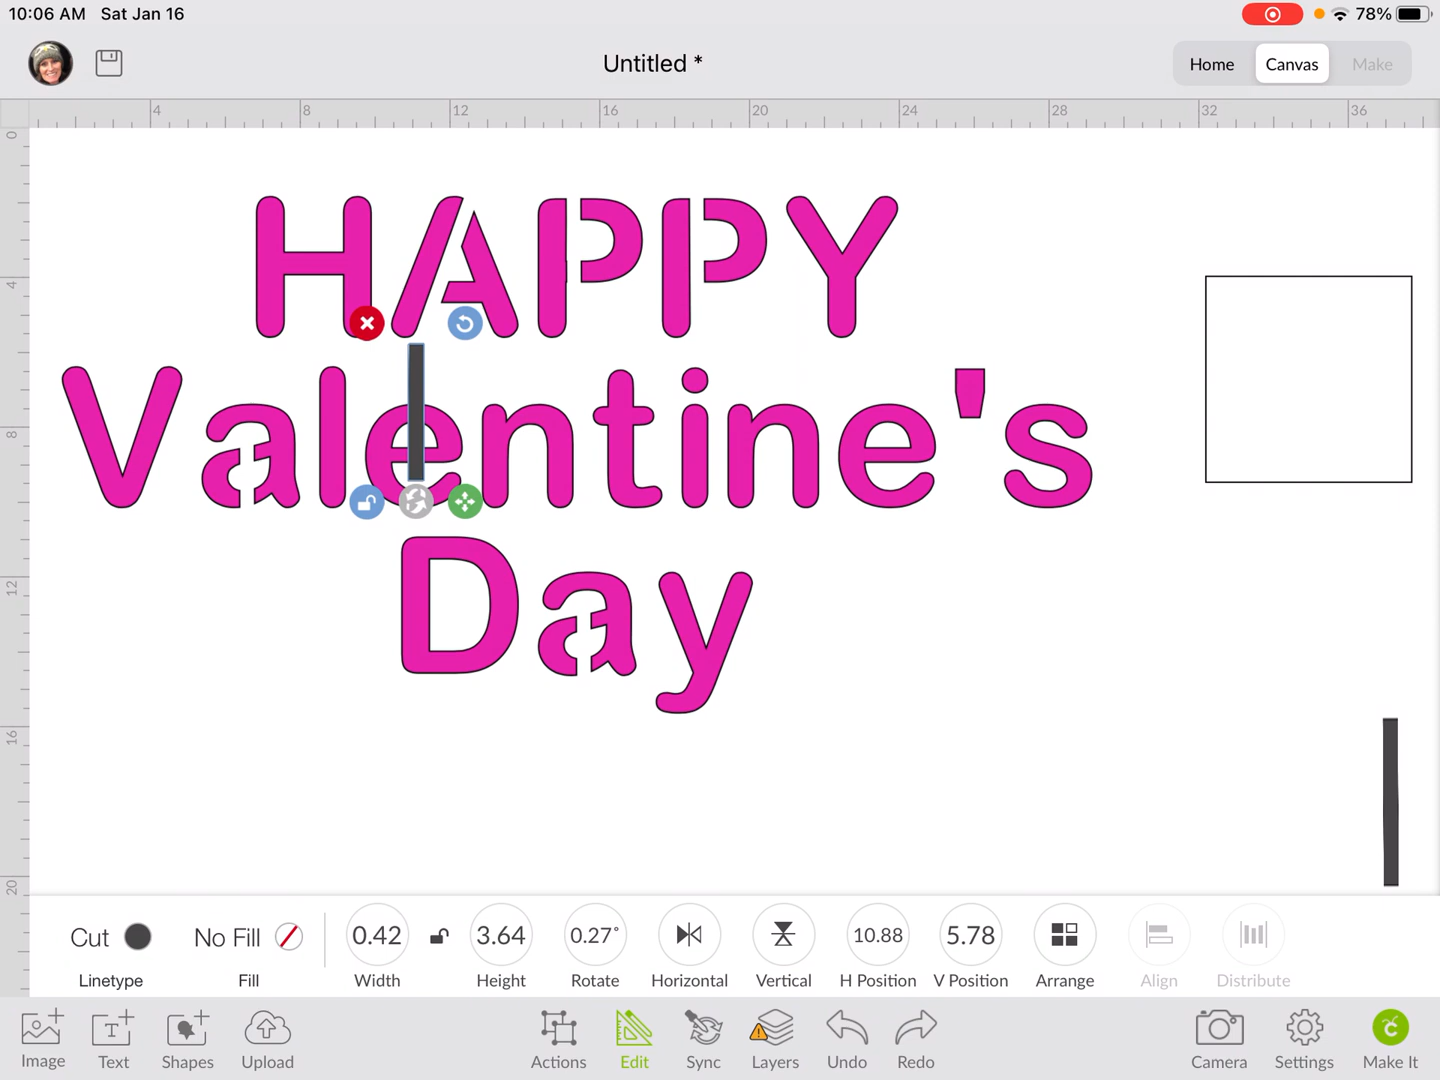 10:06 AM Sat Jan 16
78%
Untitled *
Home Canvas Make
4 8 12 16 20 24 28 32 36
0
4
8
12
16
20
HAPPY
Valentine's
Day
Cut
No Fill
0.42
3.64
0.27°
10.88
5.78
Linetype Fill Width Height Rotate Horizontal Vertical H Position V Position Arrange Align Distribute
Image Text Shapes Upload Actions Edit Sync Layers Undo Redo Camera Settings Make It